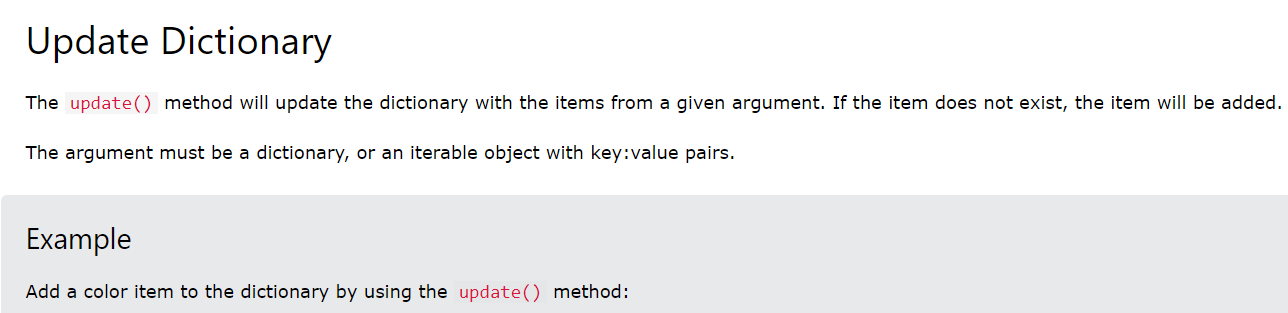 Update Dictionary
The update() method will update the dictionary with the items from a given argument. If the item does not exist, the item will be added.
The argument must be a dictionary, or an iterable object with key:value pairs.
Example
Add a color item to the dictionary by using the update() method: